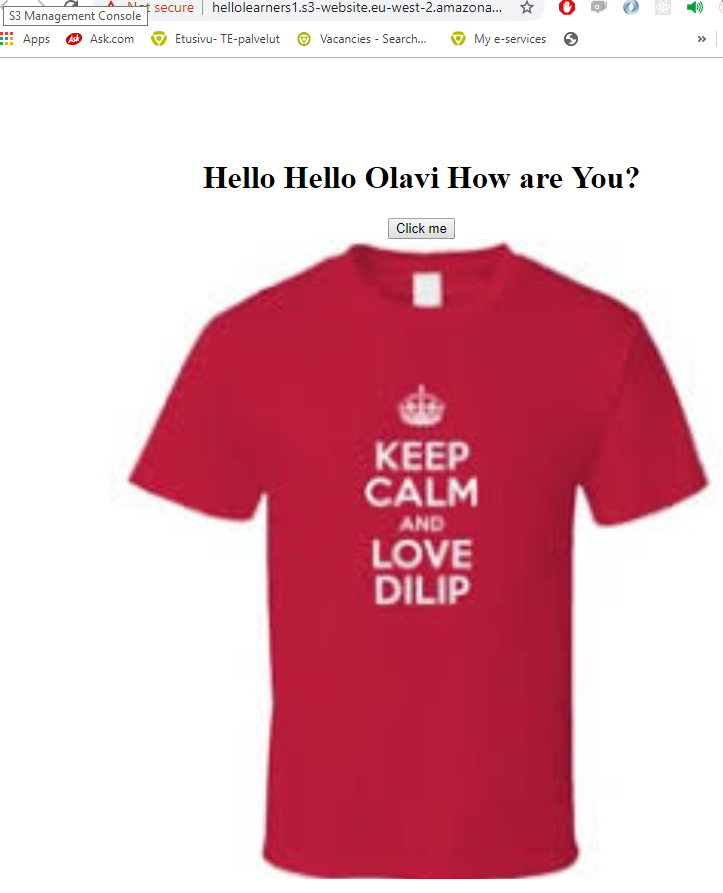 S3 Management Console
Not secure
hellolearners1.s3-website.eu-west-2.amazona...
Apps
Ask
Ask.com
Etusivu- TE-palvelut
Vacancies - Search...
My e-services
»
Hello Hello Olavi How are You?
Click me
KEEP
CALM
AND
LOVE
DILIP